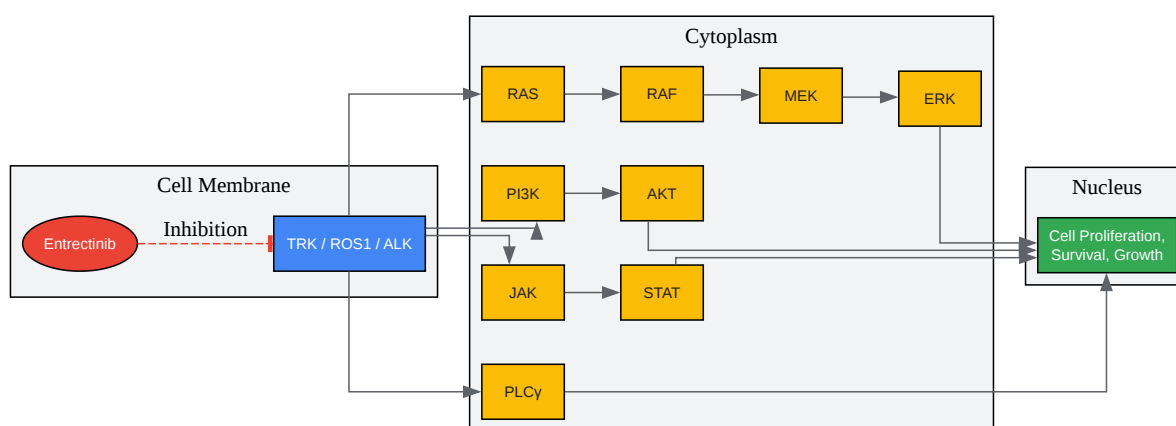 Cytoplasm
RAS
RAF
MEK
ERK
Cell Membrane
Entrectinib
Inhibition
TRK / ROS1 / ALK
PI3K
AKT
JAK
STAT
PLCγ
Nucleus
Cell Proliferation,
Survival, Growth